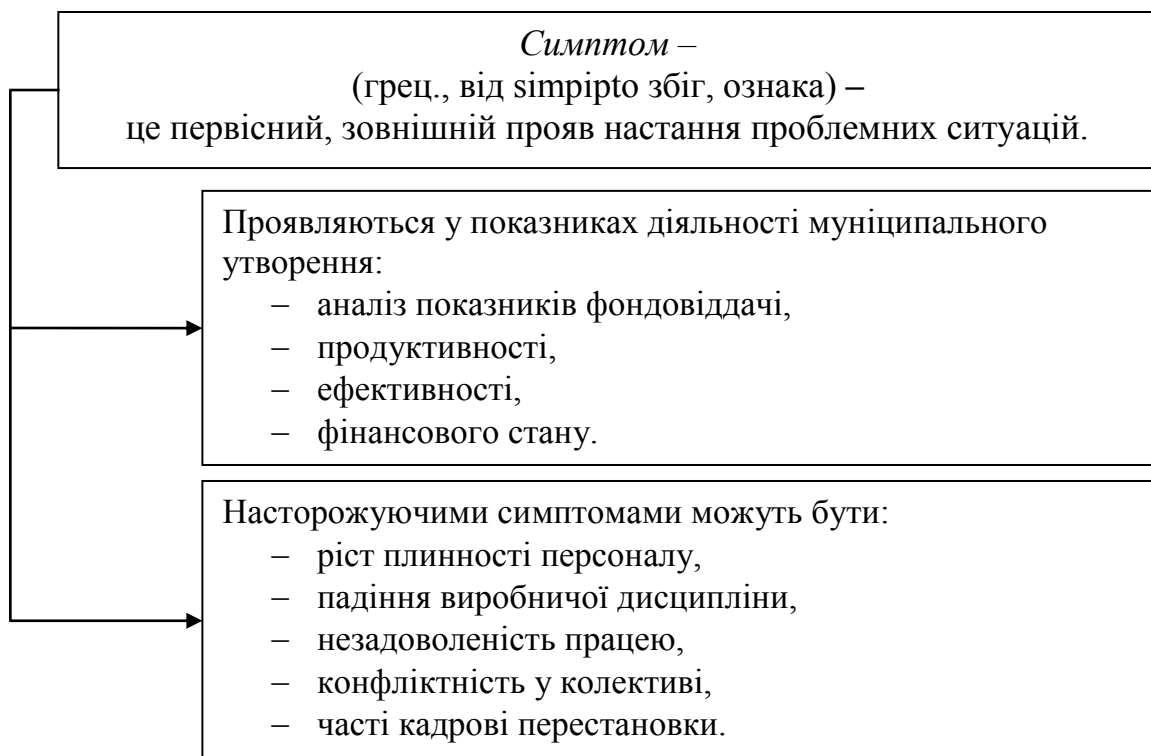 Симптом –
(грец., від simpipto збіг, ознака) –
це первісний, зовнішній прояв настання проблемних ситуацій.
Проявляються у показниках діяльності муніципального
утворення:
– аналіз показників фондовіддачі,
– продуктивності,
– ефективності,
– фінансового стану.
Насторожуючими симптомами можуть бути:
– ріст плинності персоналу,
– падіння виробничої дисципліни,
– незадоволеність працею,
– конфліктність у колективі,
– часті кадрові перестановки.